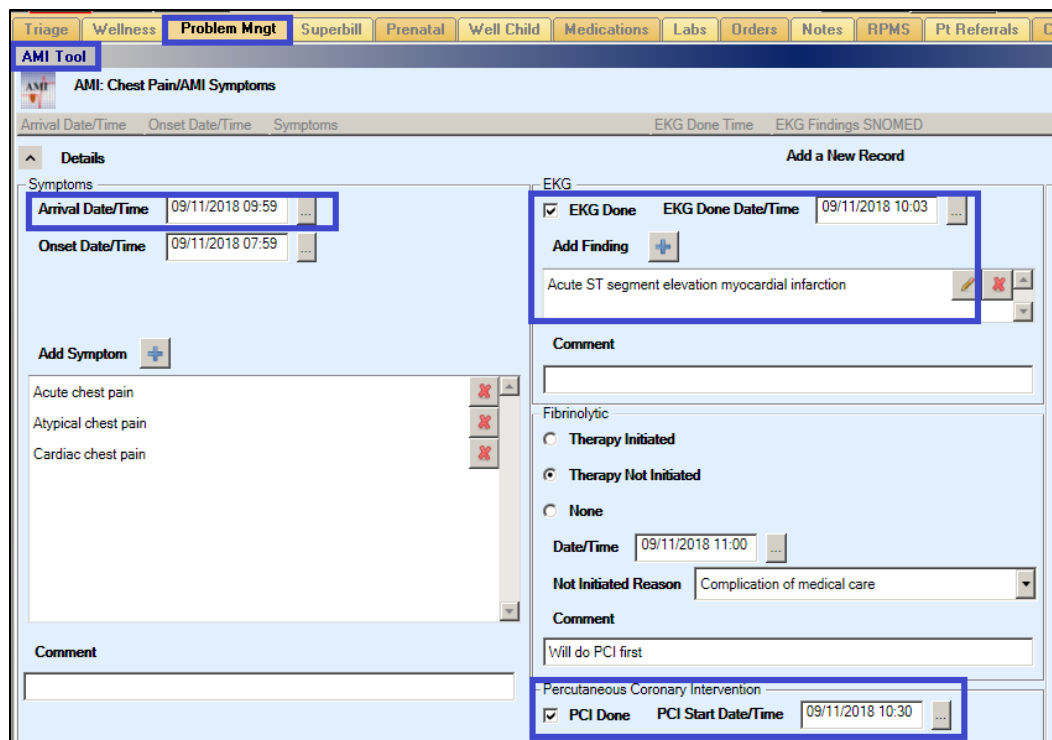 Triage Wellness Problem Mngt Superbill Prenatal Well Child Medications Labs Orders Notes RPMS Pt Referrals
AMI Tool
AMI AMI: Chest Pain/AMI Symptoms
Arrival Date/Time Onset Date/Time Symptoms EKG Done Time EKG Findings SNOMED
Details Add a New Record
Symptoms
Arrival Date/Time 09/11/2018 09:59 ...
Onset Date/Time 09/11/2018 07:59 ...
Add Symptom
Acute chest pain
Atypical chest pain
Cardiac chest pain
Comment
EKG
EKG Done EKG Done Date/Time 09/11/2018 10:03 ...
Add Finding
Acute ST segment elevation myocardial infarction
Comment
Fibrinolytic
Therapy Initiated
Therapy Not Initiated
None
Date/Time 09/11/2018 11:00 ...
Not Initiated Reason Complication of medical care
Comment
Will do PCI first
Percutaneous Coronary Intervention
PCI Done PCI Start Date/Time 09/11/2018 10:30 ...